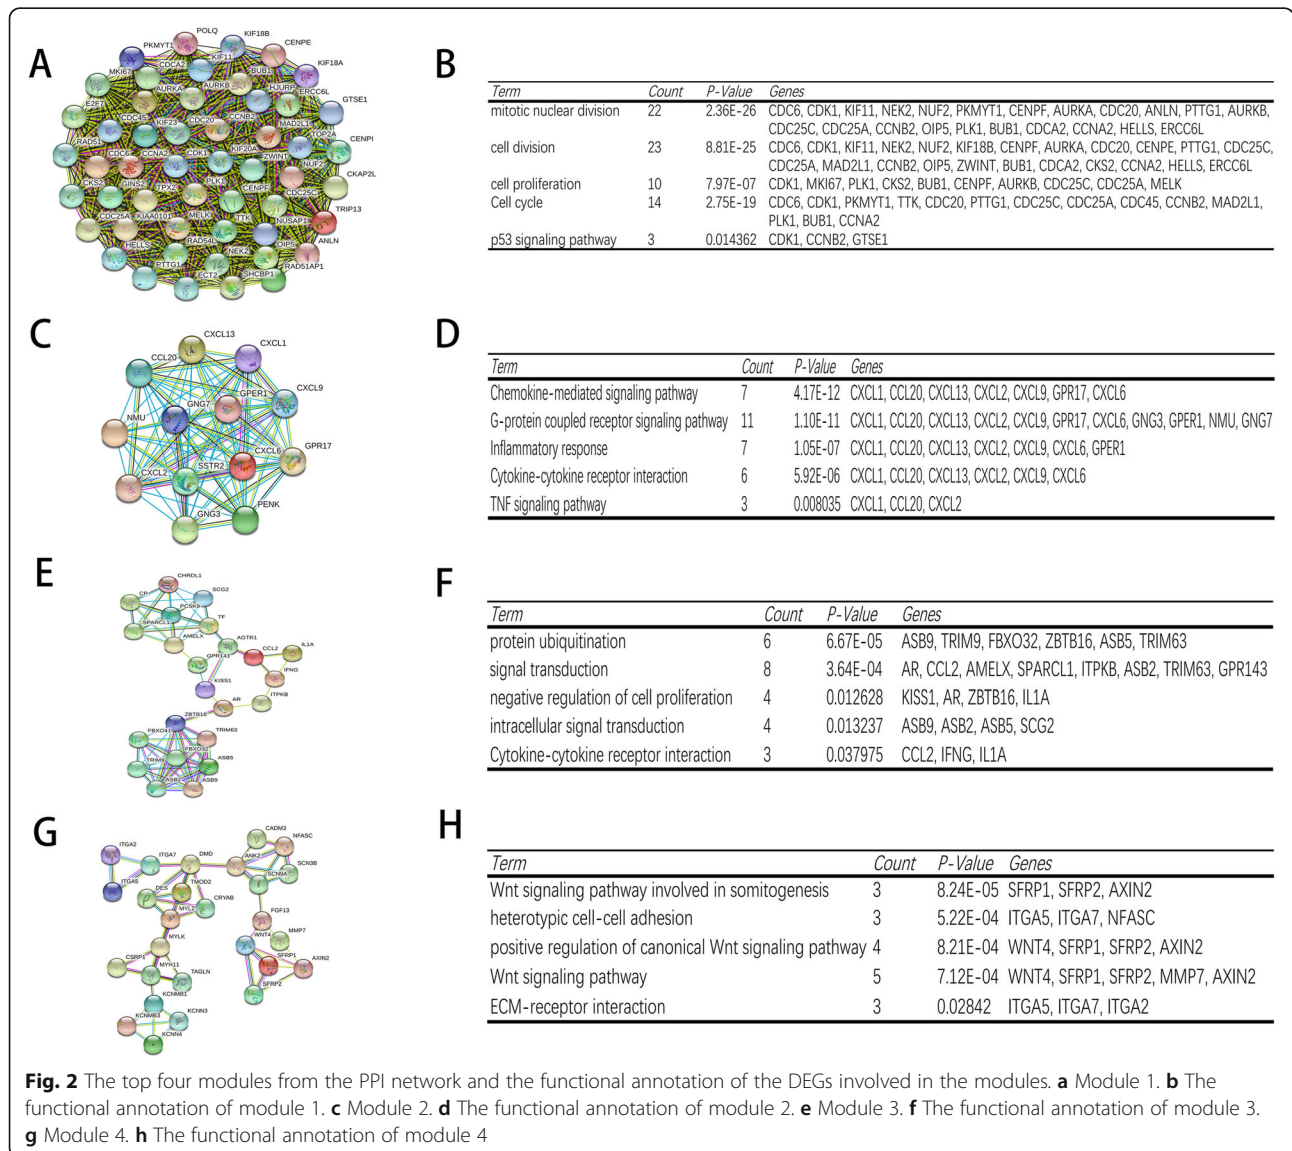 A
POLQ
KIF18B
PKMYT1
CENPE
KIF11
CDCA2
KIF18A
MKI67
BUB1
AURKA
AURKB
HJURP
ERCC6L
E2F7
GTSE1
CDC45
KIF23
CDC20
CCNB2
MAD2L1
TOP2A
RAD51
CENPI
CDC6
CCNA2
CDK1
KIF20A
ZWINT
NUF2
CKS2
GINS2
TPX2
PLK1
CENPF
CDC25C
CKAP2L
CDC25A
KIAA0101
MELK
TTK
NUSAP1
TRIP13
HELLS
RAD54L
NEK2
OIP5
ANLN
PTTG1
ECT2
SHCBP1
RAD51AP1
B
Term Count P-Value Genes
mitotic nuclear division 22 2.36E-26 CDC6, CDK1, KIF11, NEK2, NUF2, PKMYT1, CENPF, AURKA, CDC20, ANLN, PTTG1, AURKB,
CDC25C, CDC25A, CCNB2, OIP5, PLK1, BUB1, CDCA2, CCNA2, HELLS, ERCC6L
cell division 23 8.81E-25 CDC6, CDK1, KIF11, NEK2, NUF2, KIF18B, CENPF, AURKA, CDC20, CENPE, PTTG1, CDC25C,
CDC25A, MAD2L1, CCNB2, OIP5, ZWINT, BUB1, CDCA2, CKS2, CCNA2, HELLS, ERCC6L
cell proliferation 10 7.97E-07 CDK1, MKI67, PLK1, CKS2, BUB1, CENPF, AURKB, CDC25C, CDC25A, MELK
Cell cycle 14 2.75E-19 CDC6, CDK1, PKMYT1, TTK, CDC20, PTTG1, CDC25C, CDC25A, CDC45, CCNB2, MAD2L1,
PLK1, BUB1, CCNA2
p53 signaling pathway 3 0.014362 CDK1, CCNB2, GTSE1
C
CXCL13
CXCL1
CCL20
CXCL9
GPER1
GNG7
NMU
GPR17
CXCL6
SSTR2
CXCL2
PENK
GNG3
D
Term Count P-Value Genes
Chemokine-mediated signaling pathway 7 4.17E-12 CXCL1, CCL20, CXCL13, CXCL2, CXCL9, GPR17, CXCL6
G-protein coupled receptor signaling pathway 11 1.10E-11 CXCL1, CCL20, CXCL13, CXCL2, CXCL9, GPR17, CXCL6, GNG3, GPER1, NMU, GNG7
Inflammatory response 7 1.05E-07 CXCL1, CCL20, CXCL13, CXCL2, CXCL9, CXCL6, GPER1
Cytokine-cytokine receptor interaction 6 5.92E-06 CXCL1, CCL20, CXCL13, CXCL2, CXCL9, CXCL6
TNF signaling pathway 3 0.008035 CXCL1, CCL20, CXCL2
E
CHRDL1
CP
SCG2
PCSK9
SPARCL1
TF
AMELX
AGTR1
IL1A
CCL2
GPR143
IFNG
KISS1
ITPKB
AR
ZBTB16
FBXO41
TRIM63
FBXO32
TRIM9
ASB5
ASB2
ASB9
F
Term Count P-Value Genes
protein ubiquitination 6 6.67E-05 ASB9, TRIM9, FBXO32, ZBTB16, ASB5, TRIM63
signal transduction 8 3.64E-04 AR, CCL2, AMELX, SPARCL1, ITPKB, ASB2, TRIM63, GPR143
negative regulation of cell proliferation 4 0.012628 KISS1, AR, ZBTB16, IL1A
intracellular signal transduction 4 0.013237 ASB9, ASB2, ASB5, SCG2
Cytokine-cytokine receptor interaction 3 0.037975 CCL2, IFNG, IL1A
G
CADM3
ITGA2
ITGA7
DMD
NFASC
ANK2
SCN3B
ITGA5
TMOD2
SCN9A
DES
CRYAB
MYL2
FGF13
MYLK
WNT4
MMP7
CSRP1
MYH11
TAGLN
SFRP1
AXIN2
SFRP2
KCNMB1
KCNMB3
KCNN3
KCNN4
H
Term Count P-Value Genes
Wnt signaling pathway involved in somitogenesis 3 8.24E-05 SFRP1, SFRP2, AXIN2
heterotypic cell-cell adhesion 3 5.22E-04 ITGA5, ITGA7, NFASC
positive regulation of canonical Wnt signaling pathway 4 8.21E-04 WNT4, SFRP1, SFRP2, AXIN2
Wnt signaling pathway 5 7.12E-04 WNT4, SFRP1, SFRP2, MMP7, AXIN2
ECM-receptor interaction 3 0.02842 ITGA5, ITGA7, ITGA2
Fig. 2 The top four modules from the PPI network and the functional annotation of the DEGs involved in the modules. a Module 1. b The
functional annotation of module 1. c Module 2. d The functional annotation of module 2. e Module 3. f The functional annotation of module 3.
g Module 4. h The functional annotation of module 4